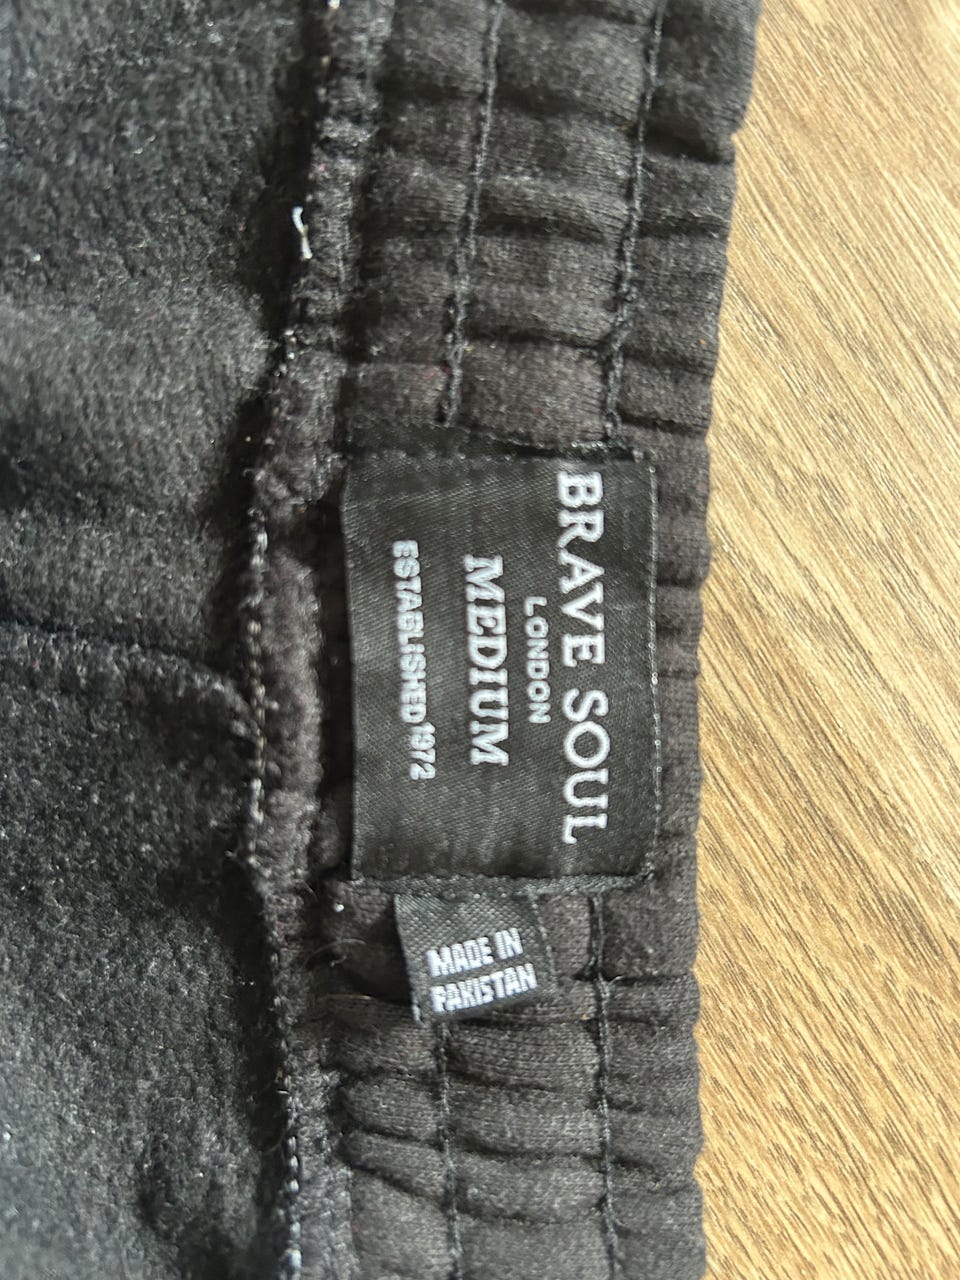 BRAVE SOUL
LONDON
MEDIUM
ESTABLISHED 1972
MADE IN
PAKISTAN